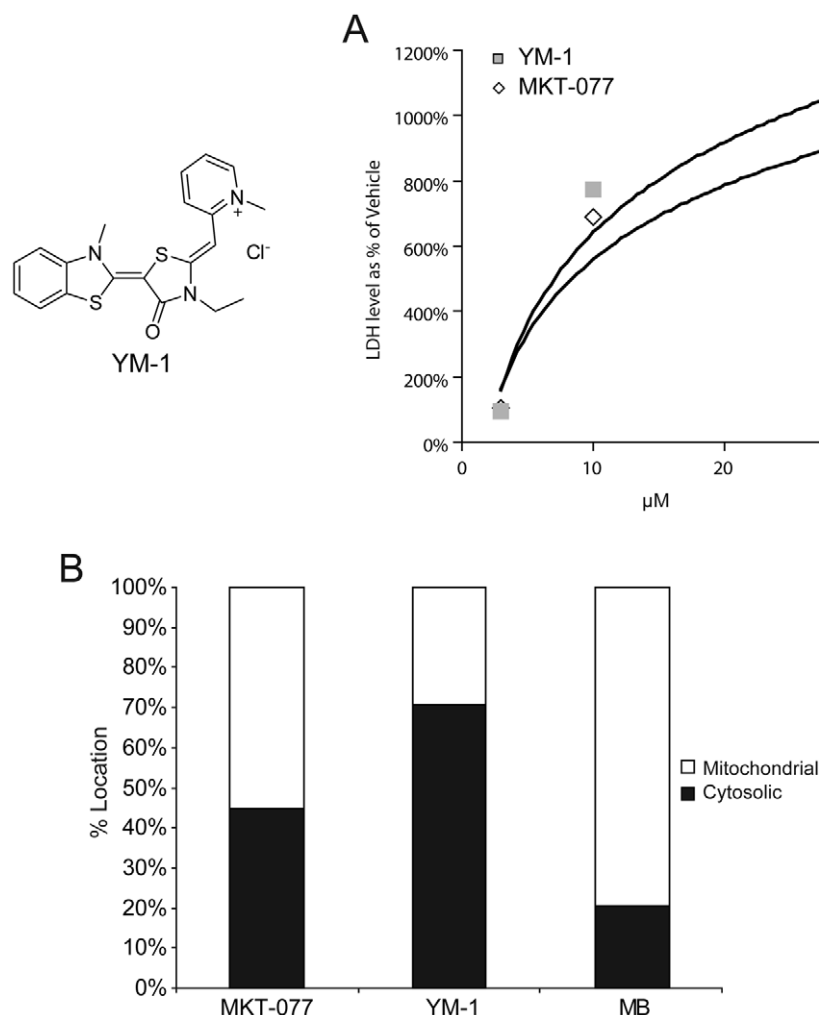 A
1200%
1000%
800%
600%
400%
200%
0%
LDH level as % of Vehicle
YM-1
MKT-077
0
10
20
µM
N
N
+
S
Cl-
S
N
O
YM-1
B
100%
90%
80%
70%
60%
50%
40%
30%
20%
10%
0%
% Location
Mitochondrial
Cytosolic
MKT-077 YM-1 MB